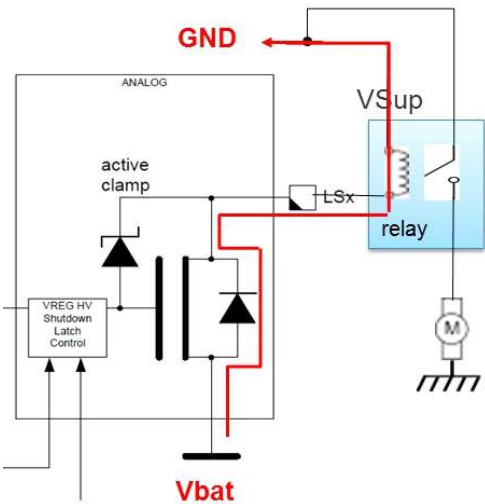 GND
ANALOG
VSup
active
clamp
LSx
relay
VREG HV
Shutdown
Latch
Control
M
Vbat